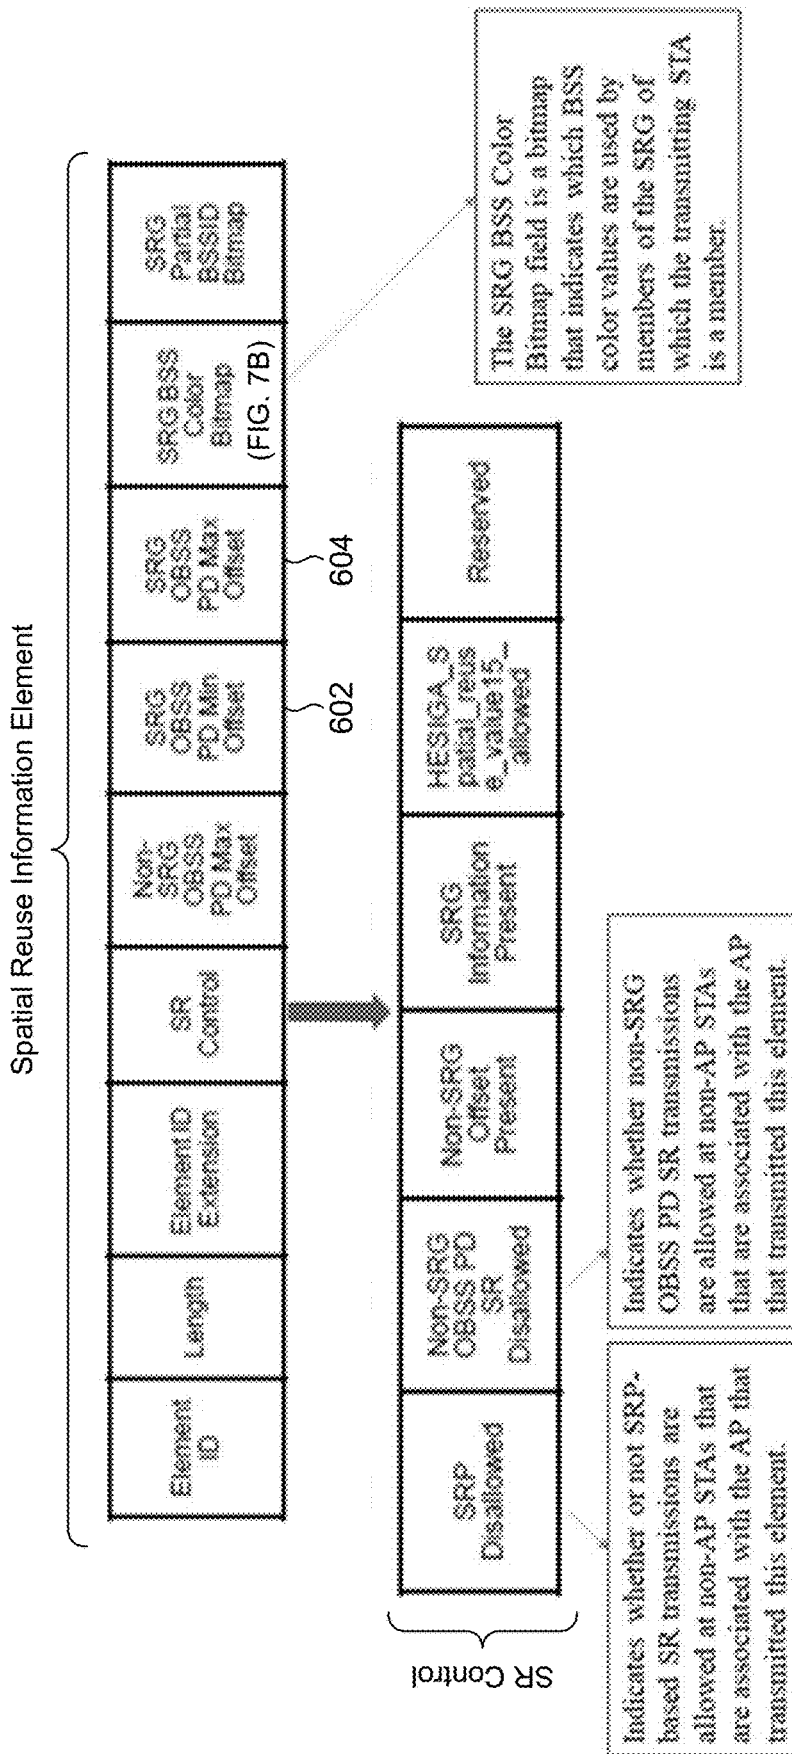 Spatial Reuse Information Element
Element
ID
Length
Element ID
Extension
SR
Control
Non-
SRG
OBSS
PD Max
Offset
SRG
OBSS
PD Min
Offset
SRG
OBSS
PD Max
Offset
SRG BSS
Color
Bitmap
(FIG. 7B)
SRG
Partial
BSSID
Bitmap
602
604
SR Control
SRP
Disallowed
Non-SRG
OBSS PD
SR
Disallowed
Non-SRG
Offset
Present
SRG
Information
Present
HESIGA_S
patial_reus
e_value15_
allowed
Reserved
Indicates whether or not SRP-
based SR transmissions are
allowed at non-AP STAs that
are associated with the AP that
transmitted this element.
Indicates whether non-SRG
OBSS PD SR transmissions
are allowed at non-AP STAs
that are associated with the AP
that transmitted this element.
The SRG BSS Color
Bitmap field is a bitmap
that indicates which BSS
color values are used by
members of the SRG of
which the transmitting STA
is a member.